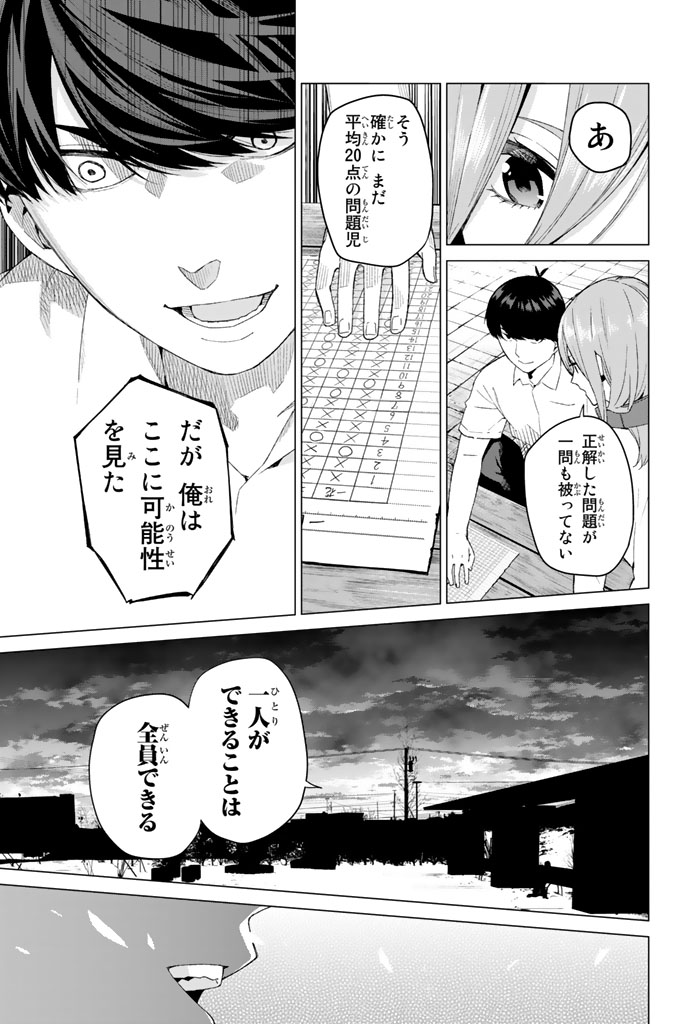 あ
正解した問題が
一問も被ってない
そう
確かに まだ
平均20点の問題児
だが 俺は
ここに可能性
を見た
一人が
できることは
全員できる